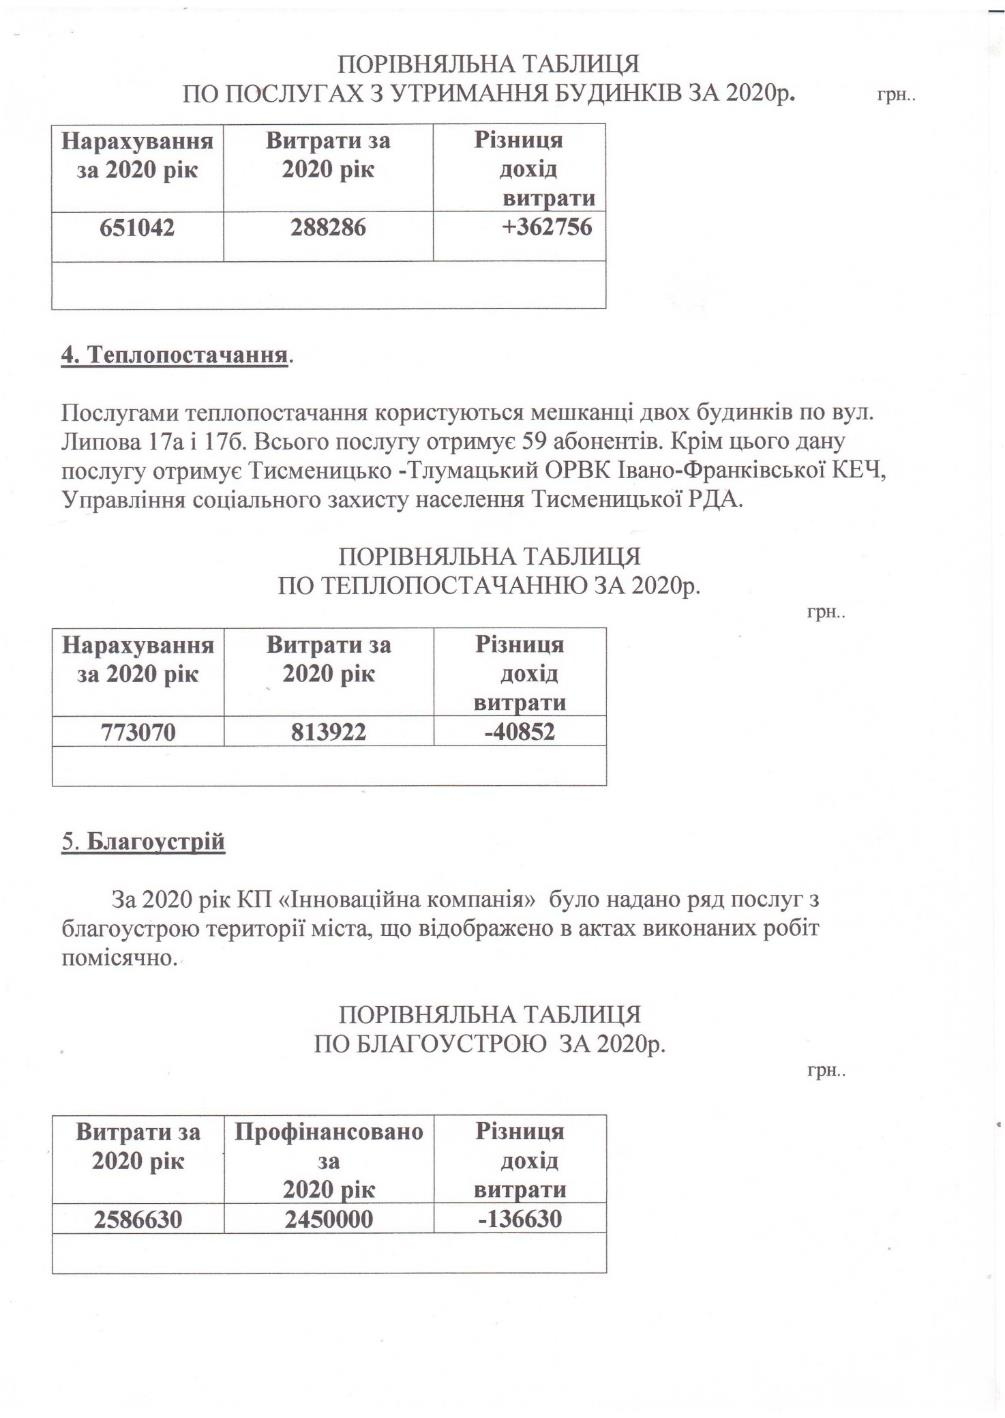 ПОРІВНЯЛЬНА ТАБЛИЦЯ
ПО ПОСЛУГАХ З УТРИМАННЯ БУДИНКІВ ЗА 2020р. грн..
Нарахування за 2020 рік | Витрати за 2020 рік | Різниця дохід витрати
651042 | 288286 | +362756
4. Теплопостачання.
Послугами теплопостачання користуються мешканці двох будинків по вул.
Липова 17а і 17б. Всього послугу отримує 59 абонентів. Крім цього дану
послугу отримує Тисменицько -Тлумацький ОРВК Івано-Франківської КЕЧ,
Управління соціального захисту населення Тисменицької РДА.
ПОРІВНЯЛЬНА ТАБЛИЦЯ
ПО ТЕПЛОПОСТАЧАННЮ ЗА 2020р.
грн..
Нарахування за 2020 рік | Витрати за 2020 рік | Різниця дохід витрати
773070 | 813922 | -40852
5. Благоустрій
За 2020 рік КП «Інноваційна компанія» було надано ряд послуг з
благоустрою території міста, що відображено в актах виконаних робіт
помісячно.
ПОРІВНЯЛЬНА ТАБЛИЦЯ
ПО БЛАГОУСТРОЮ ЗА 2020р.
грн..
Витрати за 2020 рік | Профінансовано за 2020 рік | Різниця дохід витрати
2586630 | 2450000 | -136630